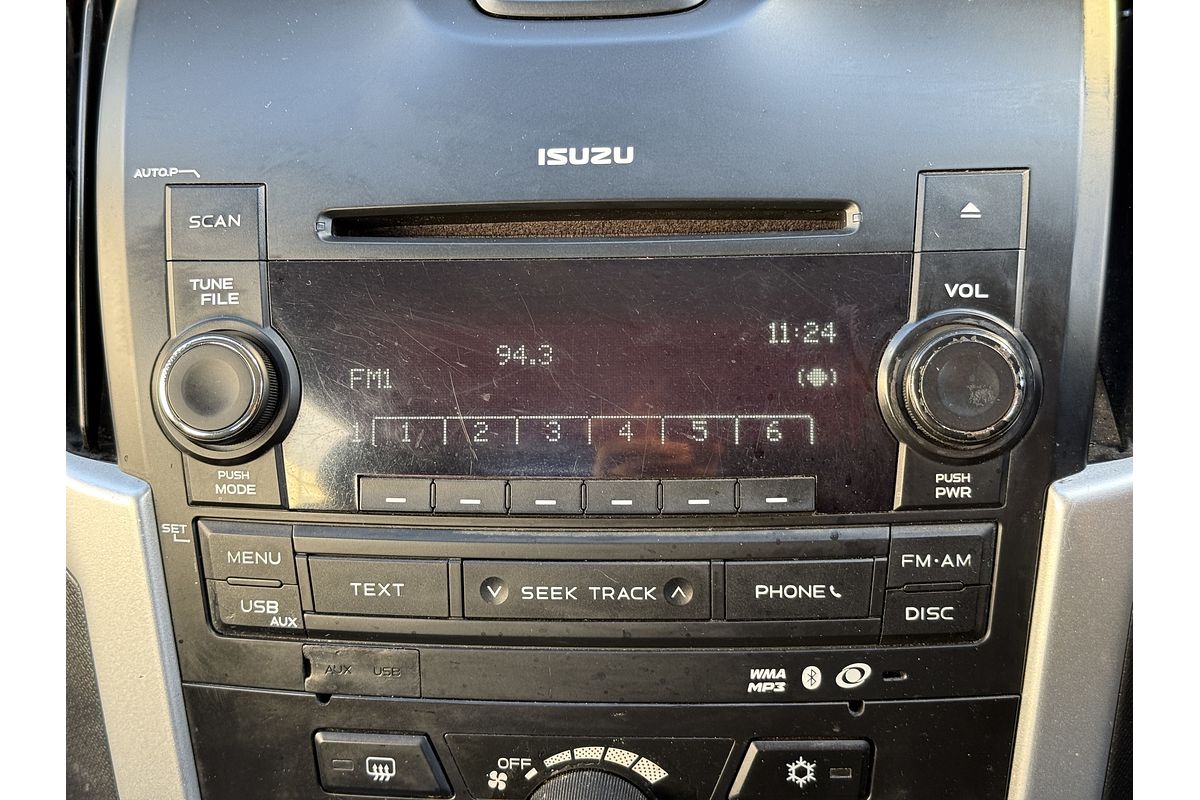 ISUZU
AUTO.P
SCAN
TUNE
FILE
VOL
11:24
94.3
FM1
1 1 2 3 4 5 6
PUSH
MODE
PUSH
PWR
SET
MENU
FM·AM
TEXT
SEEK TRACK
PHONE
USB
AUX
DISC
AUX USB
WMA
MP3
OFF